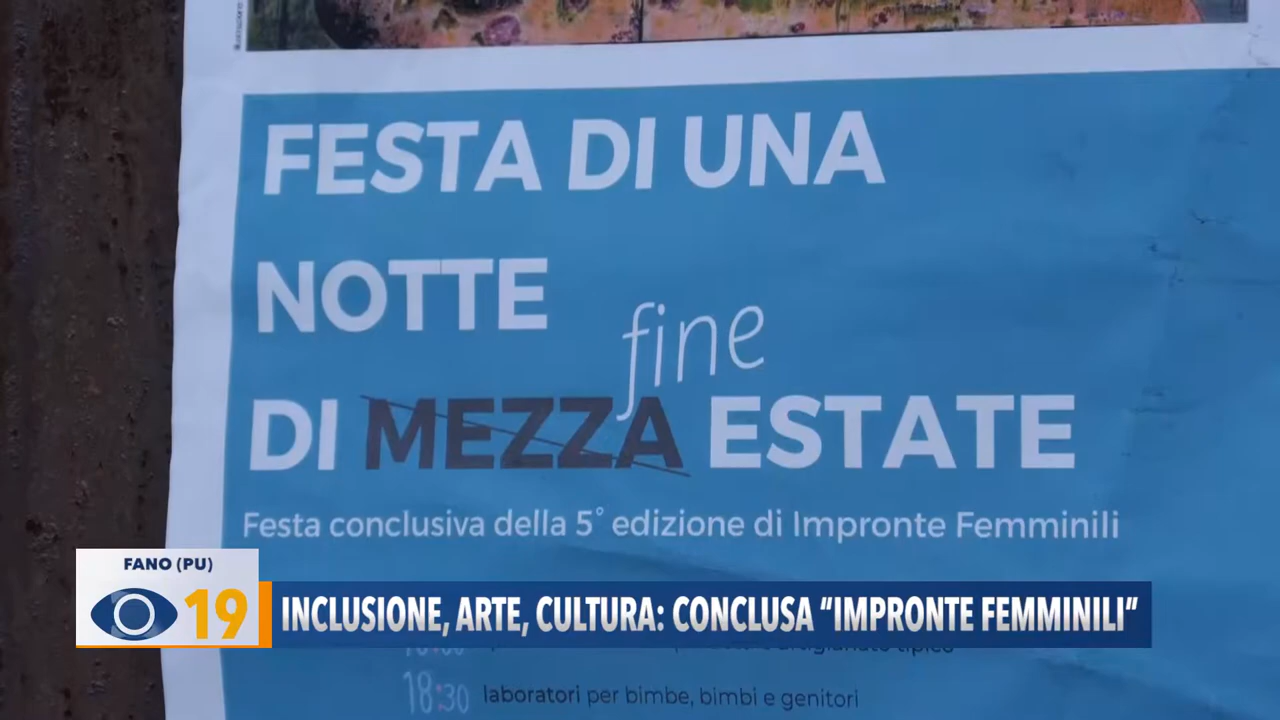 FESTA DI UNA
NOTTE
fine
DI MEZZA ESTATE
Festa conclusiva della 5° edizione di Impronte Femminili
FANO (PU)
19
INCLUSIONE, ARTE, CULTURA: CONCLUSA “IMPRONTE FEMMINILI“
18:30 laboratori per bimbe, bimbi e genitori